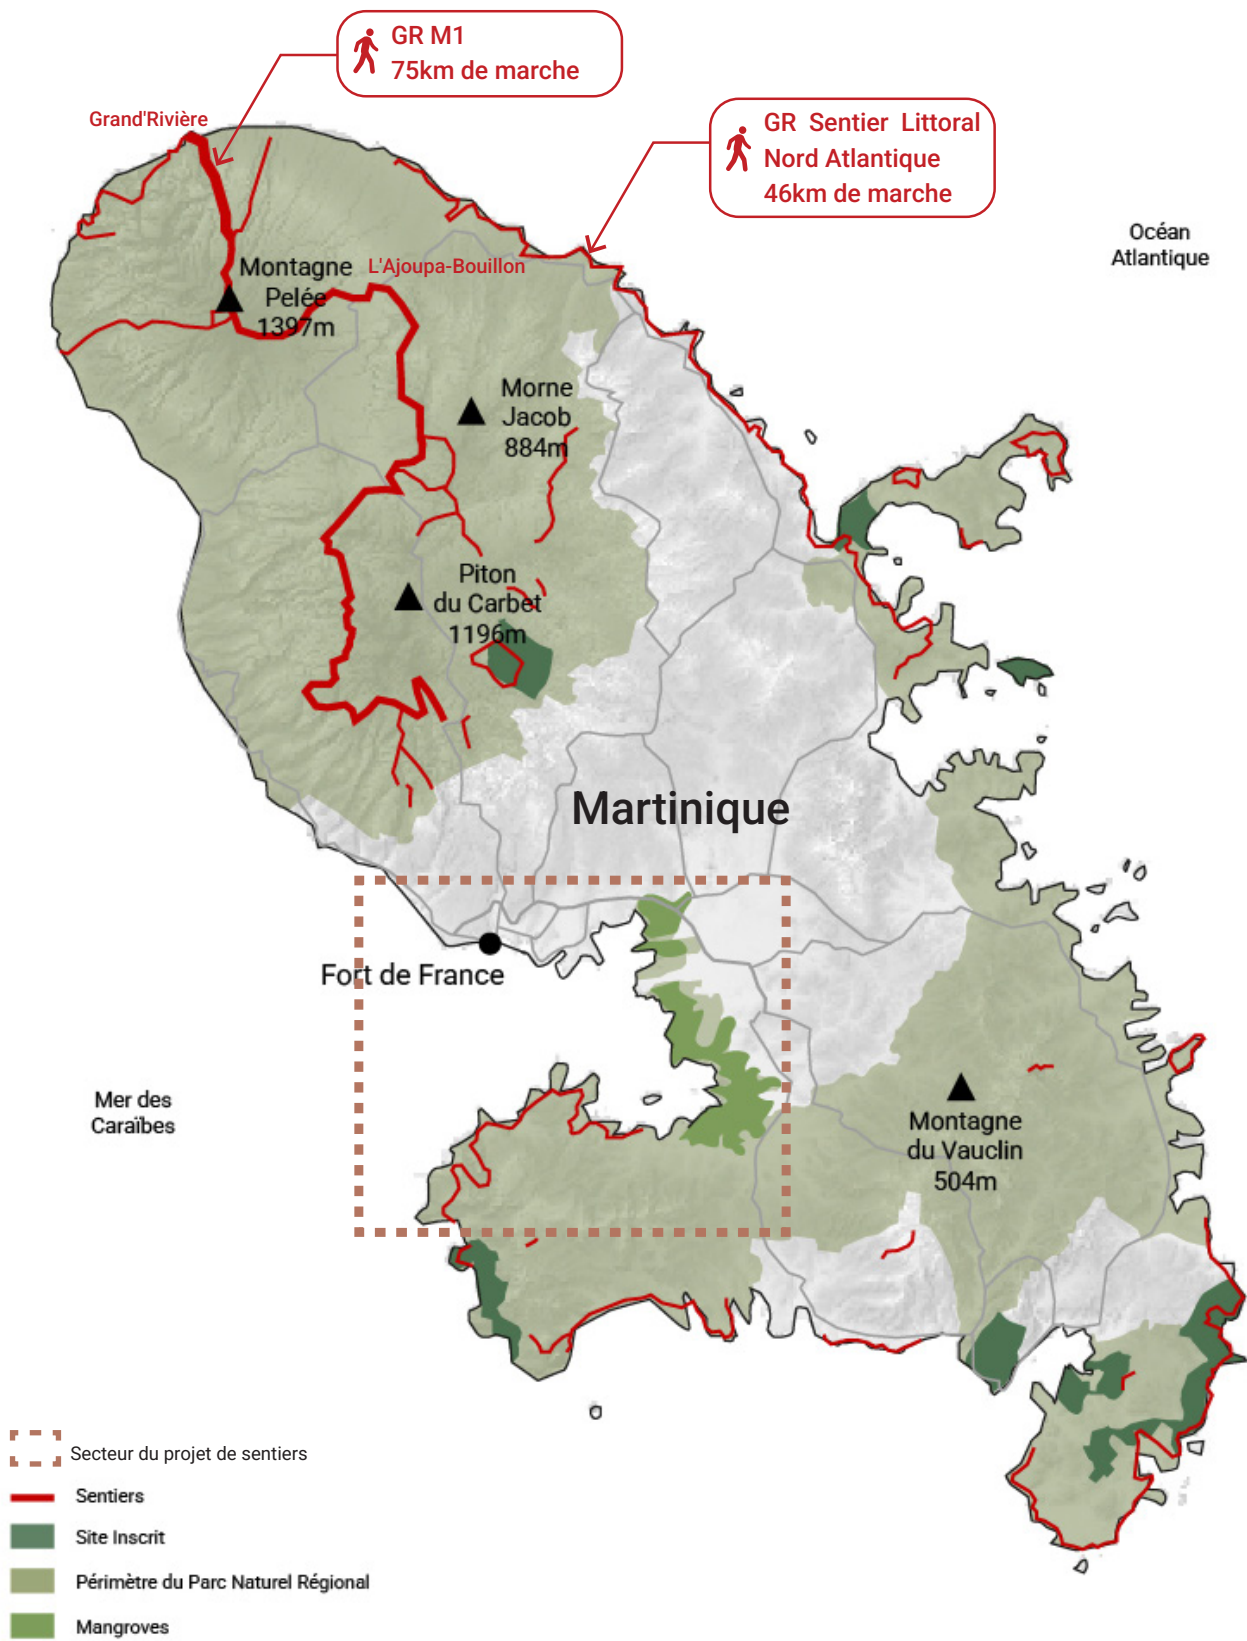 GR M1
75km de marche
Grand'Rivière
GR Sentier Littoral
Nord Atlantique
46km de marche
Océan
Atlantique
Montagne
Pelée
1397m
L'Ajoupa-Bouillon
Morne
Jacob
884m
Piton
du Carbet
1196m
Martinique
Fort de France
Mer des
Caraïbes
Montagne
du Vauclin
504m
Secteur du projet de sentiers
Sentiers
Site Inscrit
Périmètre du Parc Naturel Régional
Mangroves